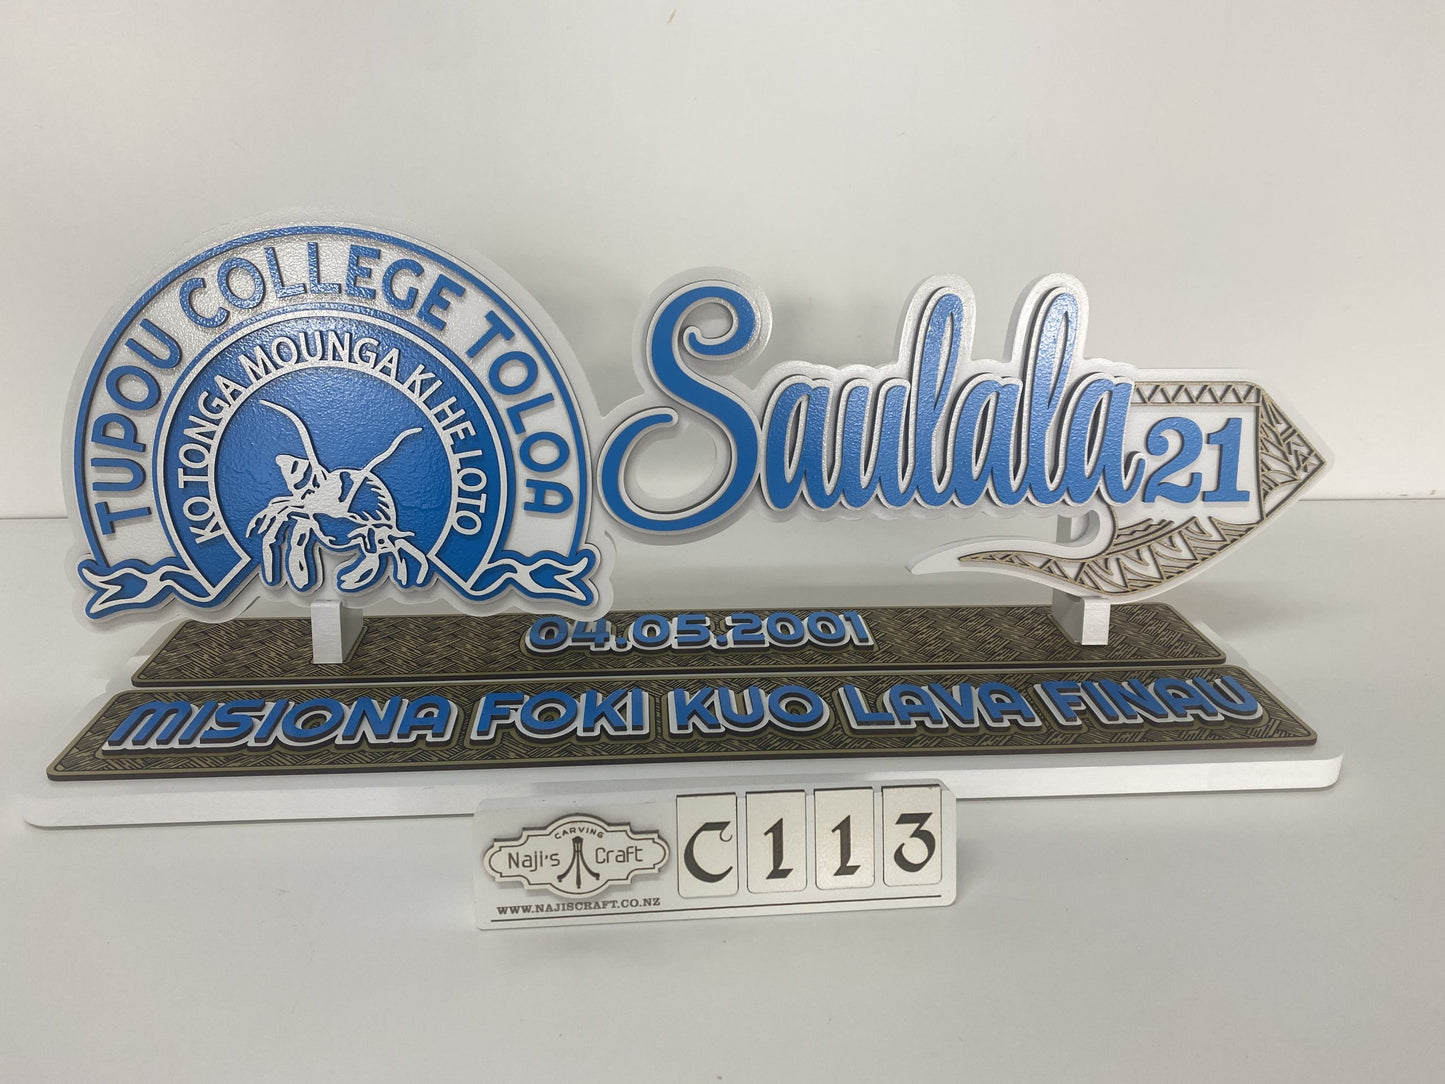 TUPOU COLLEGE TOLOA
KO TONGA MOUNGA KI HE LOTO
Saulala
21
04.05.2001
MISIONA FOKI KUO LAVA FINAU
CARVING
Naji's Craft
C113
WWW.NAJISCRAFT.CO.NZ